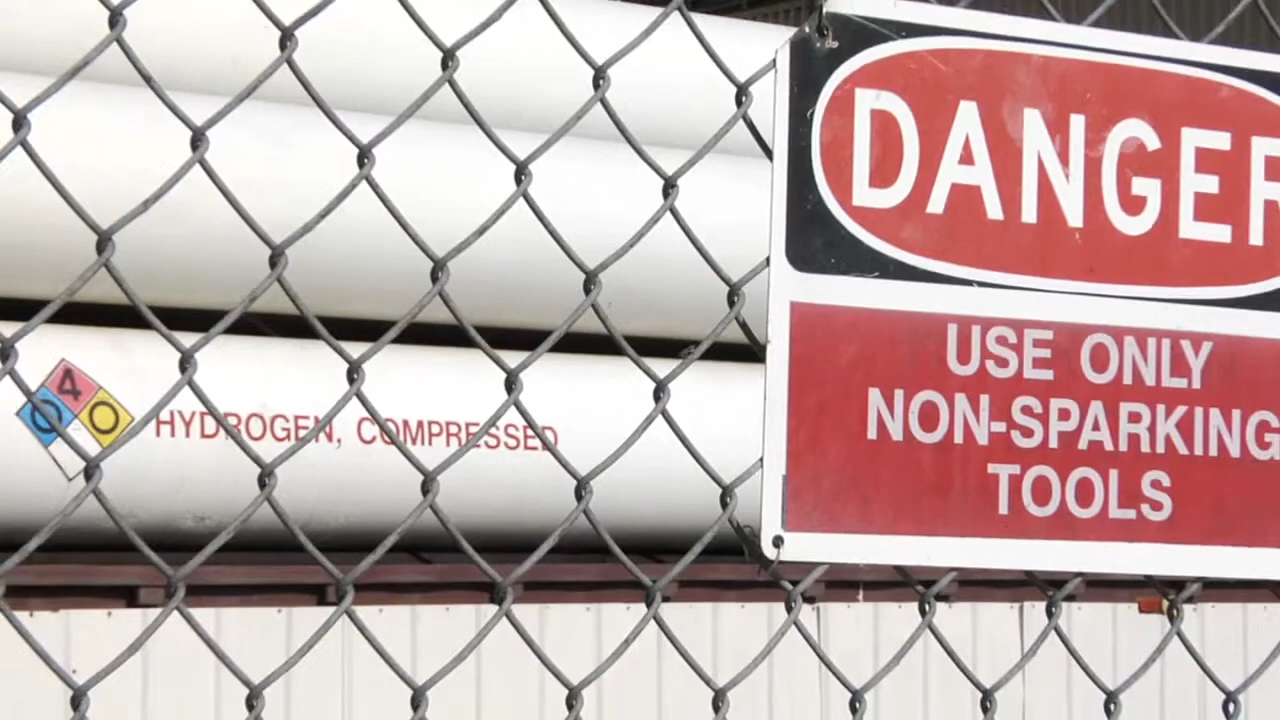 DANGER
USE ONLY
NON-SPARKING
TOOLS
4
0 0
HYDROGEN, COMPRESSED